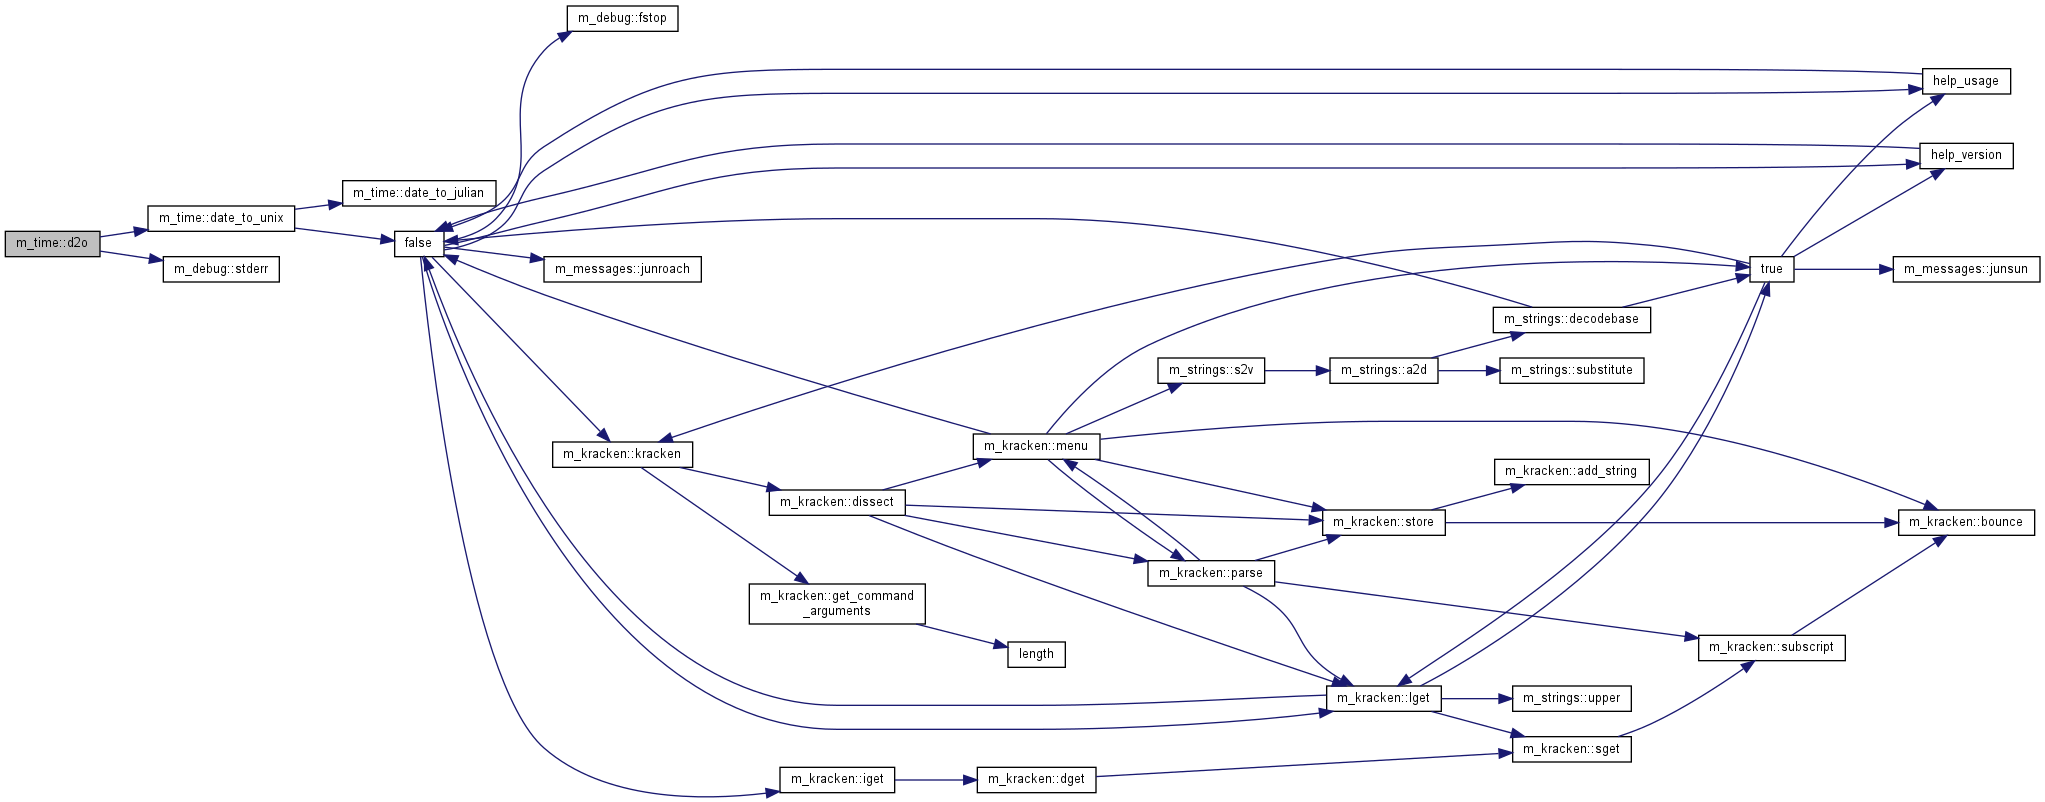 m_debug::fstop
help_usage
help_version
m_time::date_to_julian
m_time::date_to_unix
m_time::d2o
false
m_debug::stderr
m_messages::junroach
true
m_messages::junsun
m_strings::decodebase
m_strings::s2v
m_strings::a2d
m_strings::substitute
m_kracken::menu
m_kracken::kracken
m_kracken::add_string
m_kracken::dissect
m_kracken::store
m_kracken::bounce
m_kracken::parse
m_kracken::get_command
_arguments
length
m_kracken::subscript
m_kracken::lget
m_strings::upper
m_kracken::sget
m_kracken::iget
m_kracken::dget